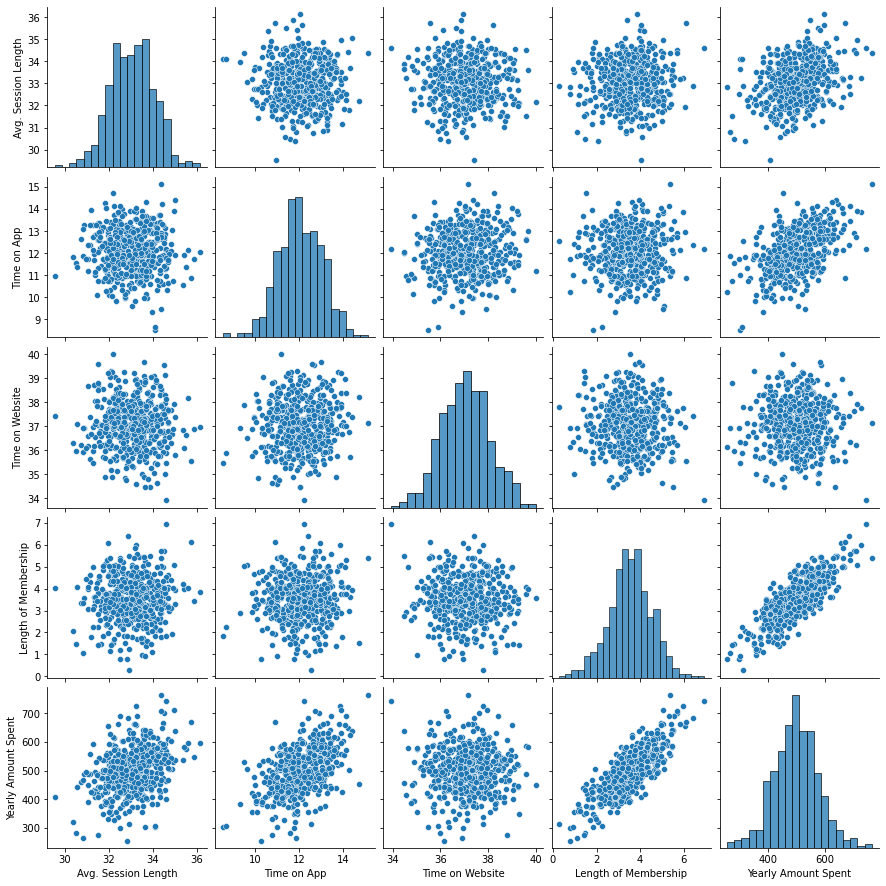 Avg. Session Length
36
35
34
33
32
31
30
Time on App
15
14
13
12
11
10
9
Time on Website
40
39
38
37
36
35
34
Length of Membership
7
6
5
4
3
2
1
0
Yearly Amount Spent
700
600
500
400
300
30 32 34 36
10 12 14
34 36 38 40
0 2 4 6
400 600
Avg. Session Length
Time on App
Time on Website
Length of Membership
Yearly Amount Spent